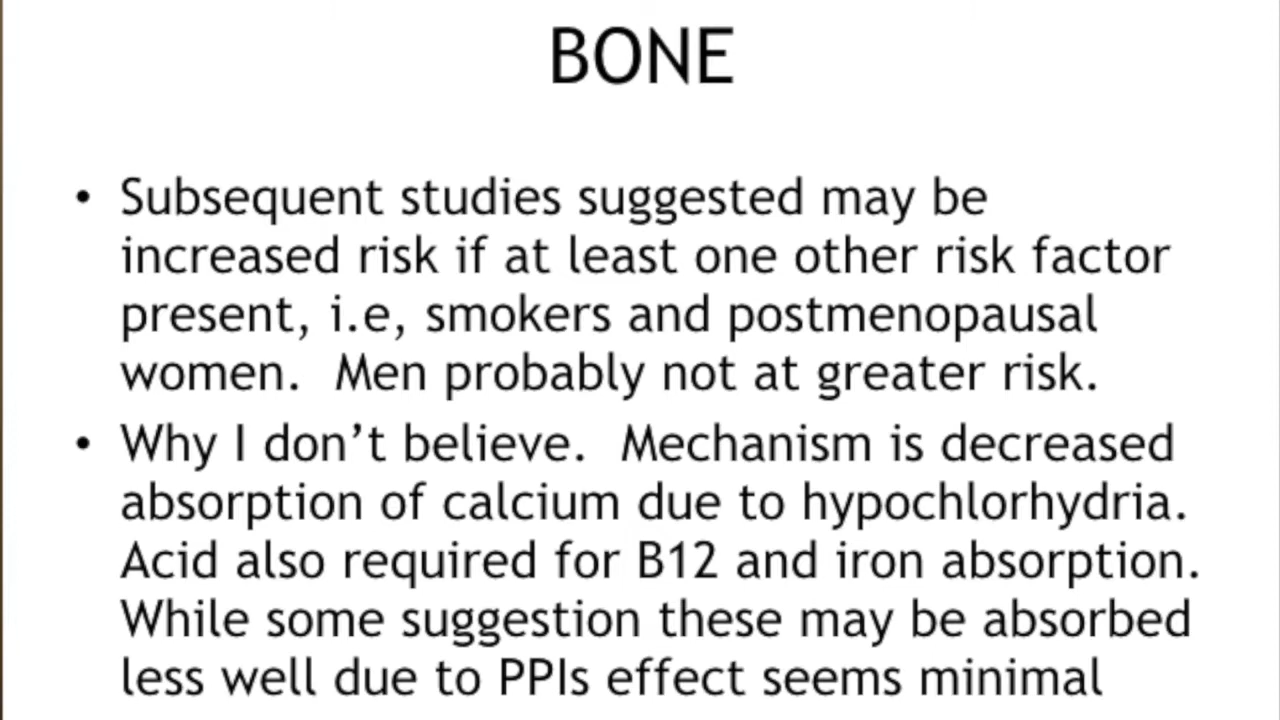 BONE
• Subsequent studies suggested may be
increased risk if at least one other risk factor
present, i.e, smokers and postmenopausal
women.  Men probably not at greater risk.
• Why I don’t believe.  Mechanism is decreased
absorption of calcium due to hypochlorhydria.
Acid also required for B12 and iron absorption.
While some suggestion these may be absorbed
less well due to PPIs effect seems minimal